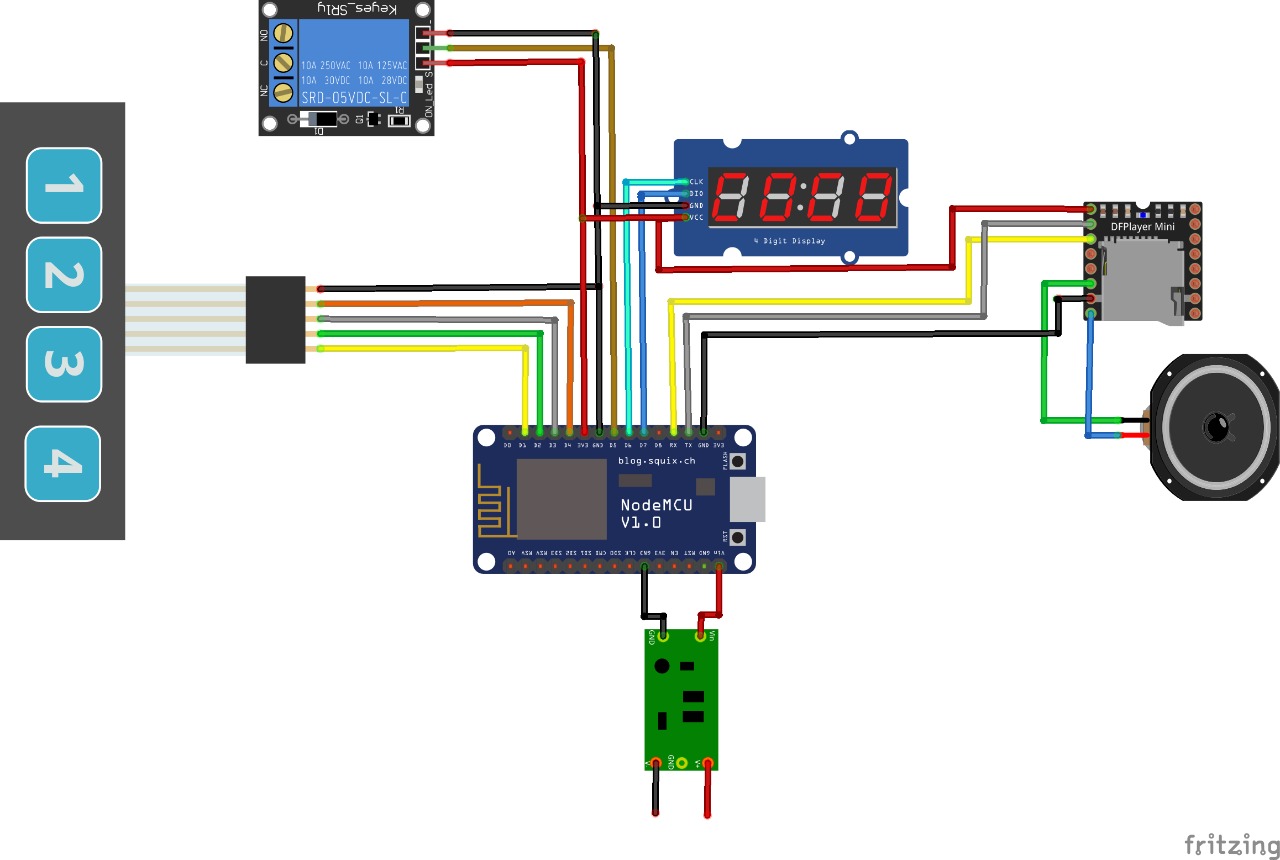 Keyes_SR1y
NO
C
NC
10A 250VAC 10A 125VAC
10A 30VDC 10A 28VDC
SRD-05VDC-SL-C
ON_Led
S
D1
Q1
R1
1
2
3
4
CLK
DIO
GND
VCC
4 Digit Display
DFPlayer Mini
D0 D1 D2 D3 D4 3V3 GND D5 D6 D7 D8 RX TX GND 3V3
blog.squix.ch
FLASH
NodeMCU
V1.0
RST
A0 RSV RSV SD3 SD2 SD1 CMD SD0 CLK GND 3V3 EN RST GND Vin
GND
Vin
GND
V+
fritzing